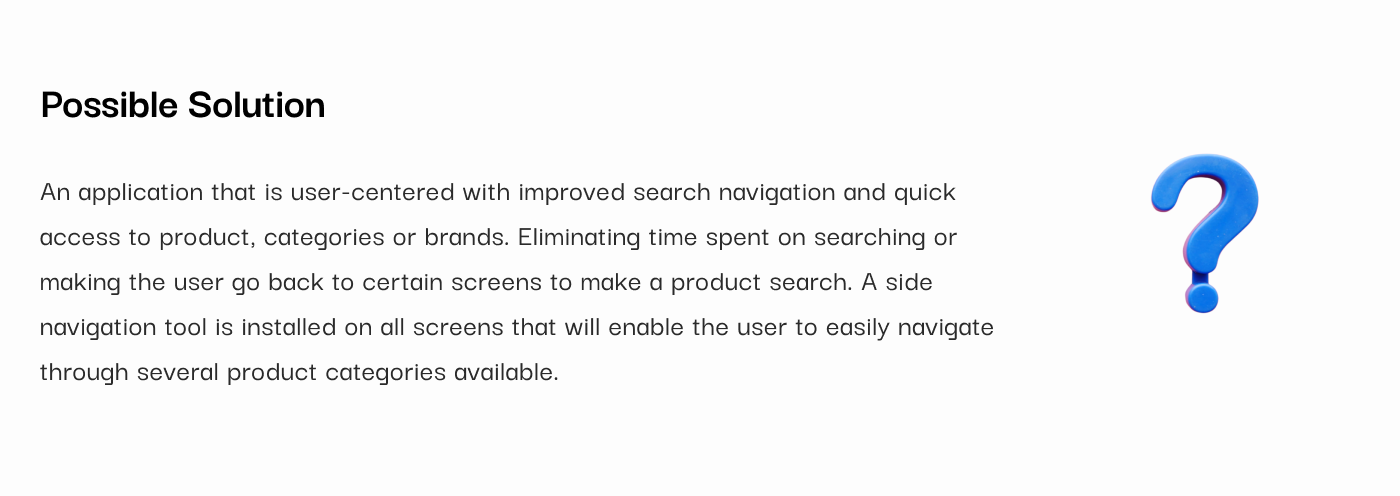 Possible Solution
An application that is user-centered with improved search navigation and quick
access to product, categories or brands. Eliminating time spent on searching or
making the user go back to certain screens to make a product search. A side
navigation tool is installed on all screens that will enable the user to easily navigate
through several product categories available.